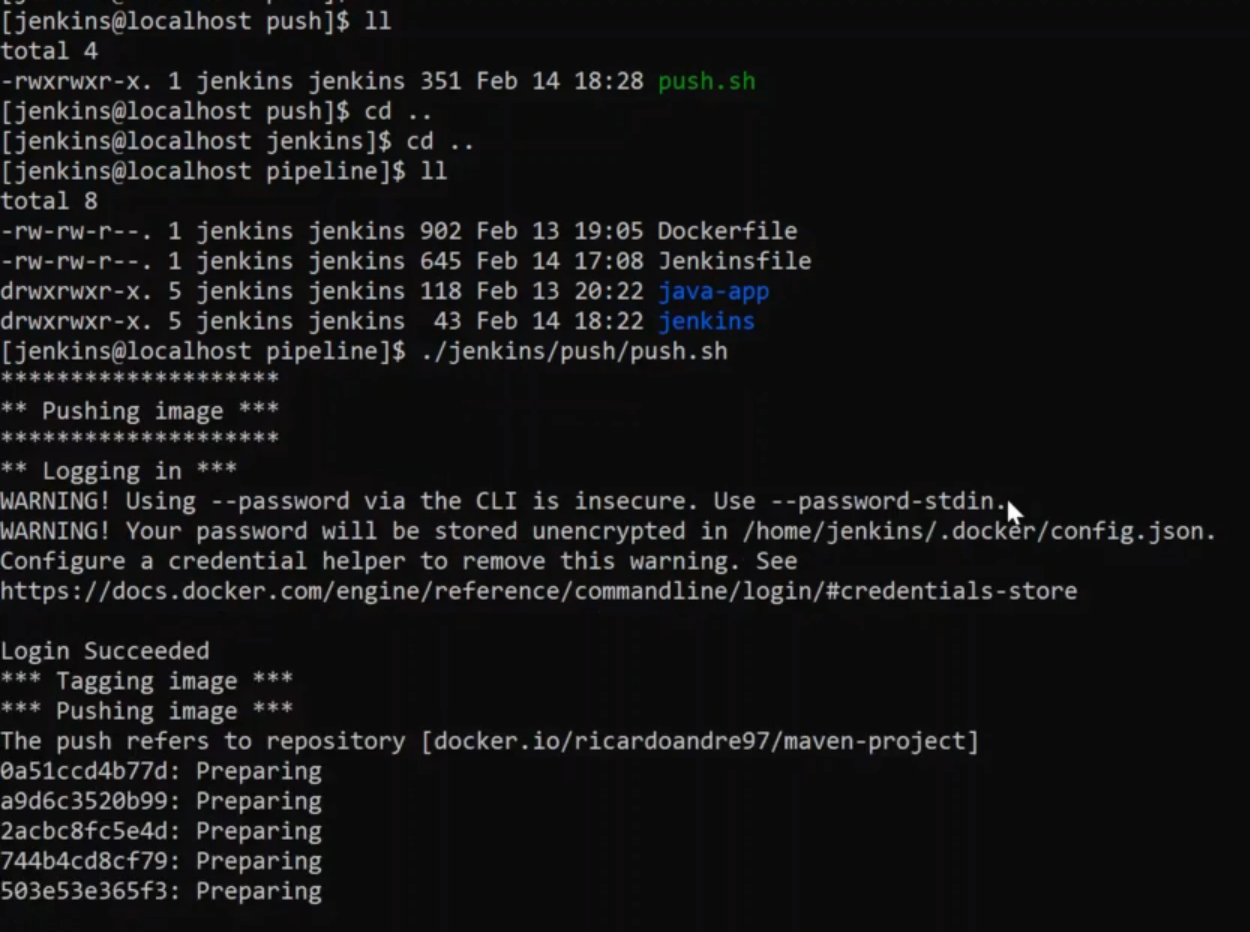 [jenkins@localhost push]$ ll
total 4
-rwxrwxr-x. 1 jenkins jenkins 351 Feb 14 18:28 push.sh
[jenkins@localhost push]$ cd ..
[jenkins@localhost jenkins]$ cd ..
[jenkins@localhost pipeline]$ ll
total 8
-rw-rw-r--. 1 jenkins jenkins 902 Feb 13 19:05 Dockerfile
-rw-rw-r--. 1 jenkins jenkins 645 Feb 14 17:08 Jenkinsfile
drwxrwxr-x. 5 jenkins jenkins 118 Feb 13 20:22 java-app
drwxrwxr-x. 5 jenkins jenkins  43 Feb 14 18:22 jenkins
[jenkins@localhost pipeline]$ ./jenkins/push/push.sh
********************
** Pushing image ***
********************
** Logging in ***
WARNING! Using --password via the CLI is insecure. Use --password-stdin.
WARNING! Your password will be stored unencrypted in /home/jenkins/.docker/config.json.
Configure a credential helper to remove this warning. See
https://docs.docker.com/engine/reference/commandline/login/#credentials-store
Login Succeeded
*** Tagging image ***
*** Pushing image ***
The push refers to repository [docker.io/ricardoandre97/maven-project]
0a51ccd4b77d: Preparing
a9d6c3520b99: Preparing
2acbc8fc5e4d: Preparing
744b4cd8cf79: Preparing
503e53e365f3: Preparing